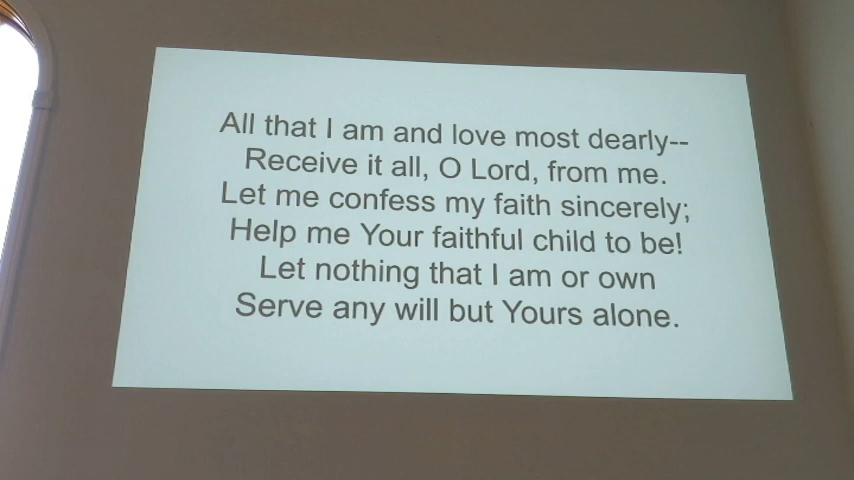 All that I am and love most dearly--
Receive it all, O Lord, from me.
Let me confess my faith sincerely;
Help me Your faithful child to be!
Let nothing that I am or own
Serve any will but Yours alone.